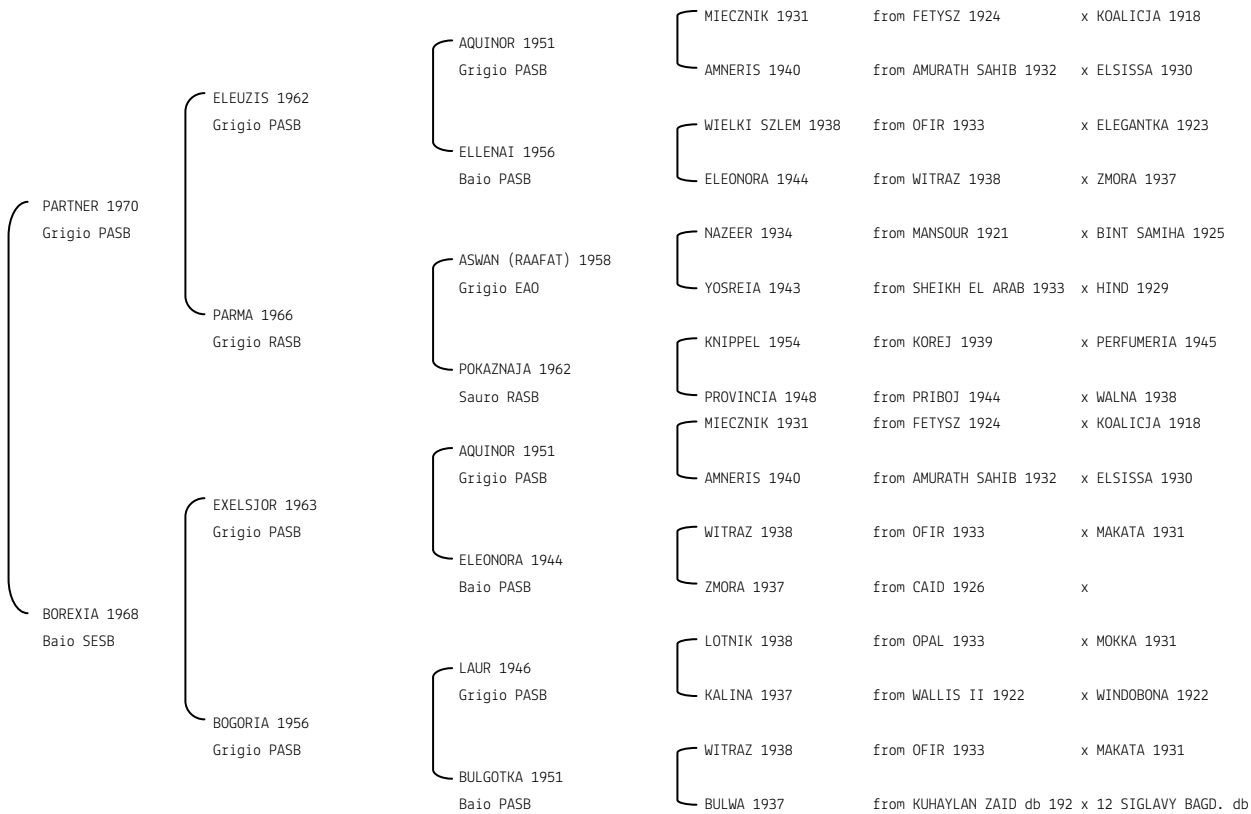 MIECZNIK 1931 from FETYSZ 1924 x KOALICJA 1918
AQUINOR 1951
Grigio PASB
AMNERIS 1940 from AMURATH SAHIB 1932 x ELSISSA 1930
ELEUZIS 1962
Grigio PASB
WIELKI SZLEM 1938 from OFIR 1933 x ELEGANTKA 1923
ELLENAI 1956
Baio PASB
ELEONORA 1944 from WITRAZ 1938 x ZMORA 1937
PARTNER 1970
Grigio PASB
NAZEER 1934 from MANSOUR 1921 x BINT SAMIHA 1925
ASWAN (RAAFAT) 1958
Grigio EAO
YOSREIA 1943 from SHEIKH EL ARAB 1933 x HIND 1929
PARMA 1966
Grigio RASB
KNIPPEL 1954 from KOREJ 1939 x PERFUMERIA 1945
POKAZNAJA 1962
Sauro RASB
PROVINCIA 1948 from PRIBOJ 1944 x WALNA 1938
MIECZNIK 1931 from FETYSZ 1924 x KOALICJA 1918
AQUINOR 1951
Grigio PASB
AMNERIS 1940 from AMURATH SAHIB 1932 x ELSISSA 1930
EXELSJOR 1963
Grigio PASB
WITRAZ 1938 from OFIR 1933 x MAKATA 1931
ELEONORA 1944
Baio PASB
ZMORA 1937 from CAID 1926 x
BOREXIA 1968
Baio SESB
LOTNIK 1938 from OPAL 1933 x MOKKA 1931
LAUR 1946
Grigio PASB
KALINA 1937 from WALLIS II 1922 x WINDOBONA 1922
BOGORIA 1956
Grigio PASB
WITRAZ 1938 from OFIR 1933 x MAKATA 1931
BULGOTKA 1951
Baio PASB
BULWA 1937 from KUHAYLAN ZAID db 192 x 12 SIGLAVY BAGD. db